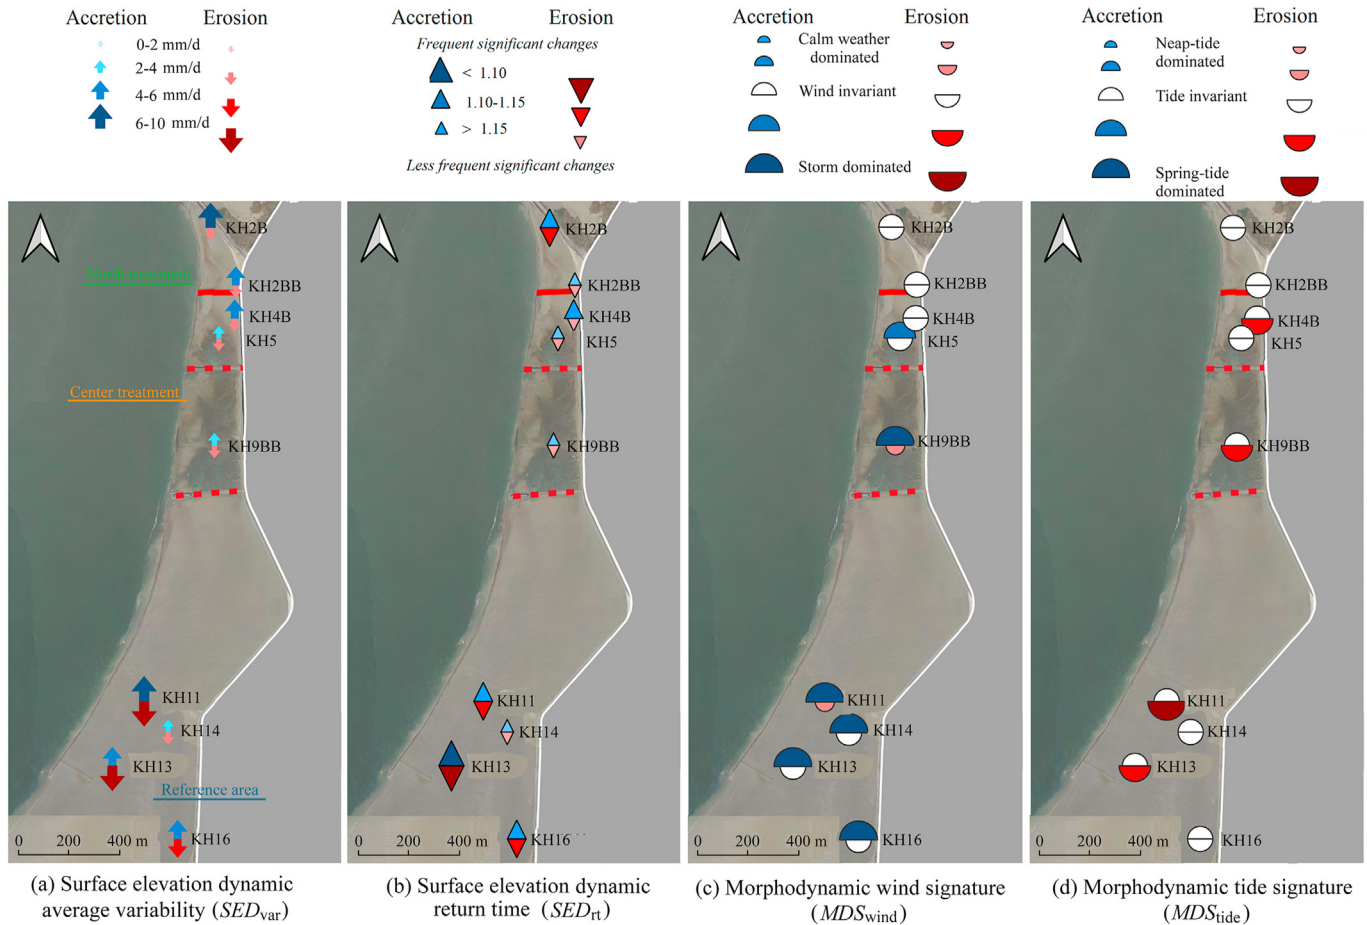 Accretion Erosion
0-2 mm/d
2-4 mm/d
4-6 mm/d
6-10 mm/d
Accretion Erosion
Frequent significant changes
< 1.10
1.10-1.15
> 1.15
Less frequent significant changes
Accretion Erosion
Calm weather
dominated
Wind invariant
Storm dominated
Accretion Erosion
Neap-tide
dominated
Tide invariant
Spring-tide
dominated
KH2B
North treatment
KH2BB
KH4B
KH5
Center treatment
KH9BB
KH11
KH14
KH13
Reference area
KH16
0 200 400 m
(a) Surface elevation dynamic
average variability (SEDvar)
KH2B
KH2BB
KH4B
KH5
KH9BB
KH11
KH14
KH13
KH16
0 200 400 m
(b) Surface elevation dynamic
return time (SEDrt)
KH2B
KH2BB
KH4B
KH5
KH9BB
KH11
KH14
KH13
KH16
0 200 400 m
(c) Morphodynamic wind signature
(MDSwind)
KH2B
KH2BB
KH4B
KH5
KH9BB
KH11
KH14
KH13
KH16
0 200 400 m
(d) Morphodynamic tide signature
(MDStide)